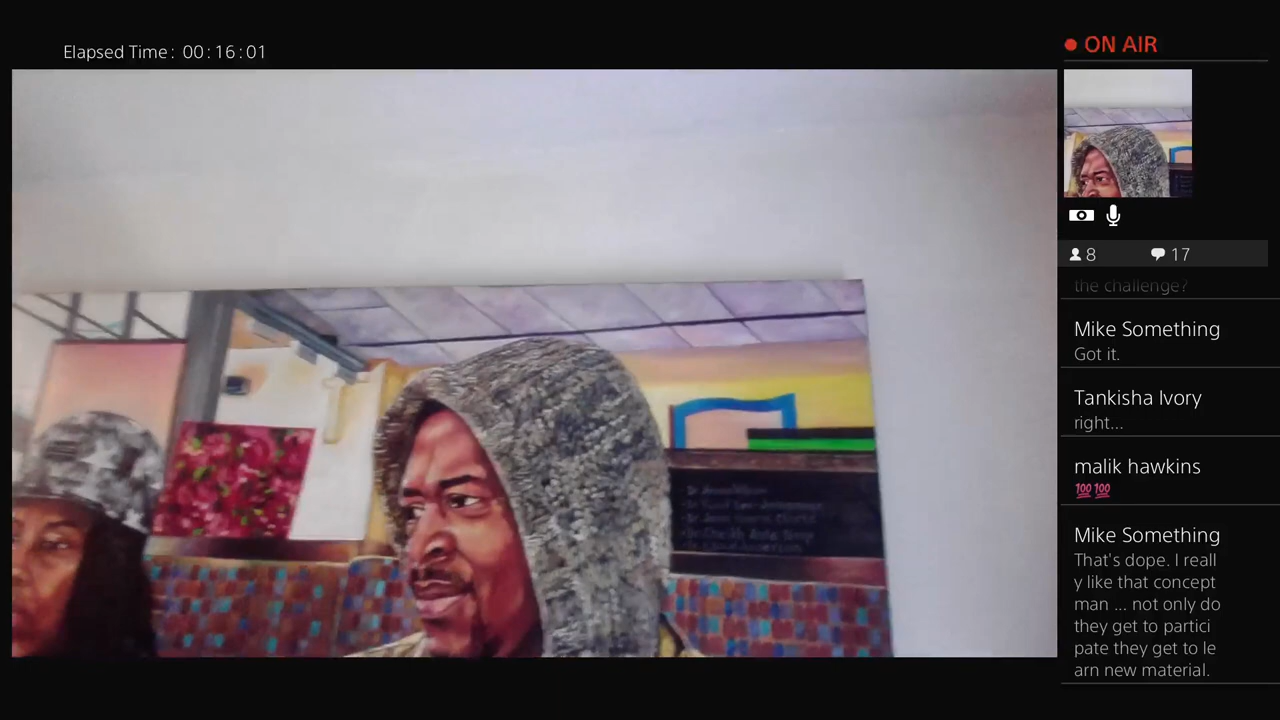 Elapsed Time: 00:16:01
ON AIR
8
17
the challenge?
Mike Something
Got it.
Tankisha Ivory
right...
malik hawkins
💯💯
Mike Something
That's dope. I reall
y like that concept
man ... not only do
they get to partici
pate they get to le
arn new material.